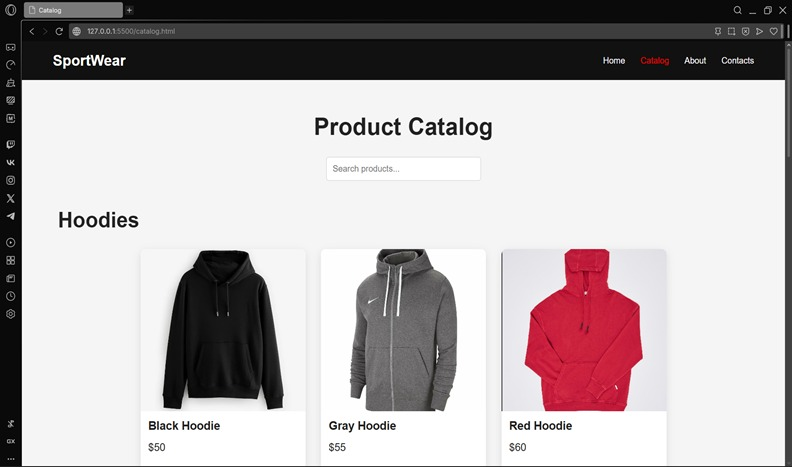 Catalog
127.0.0.1:5500/catalog.html
SportWear
Home Catalog About Contacts
Product Catalog
Search products...
Hoodies
Black Hoodie
$50
Gray Hoodie
$55
Red Hoodie
$60
GX